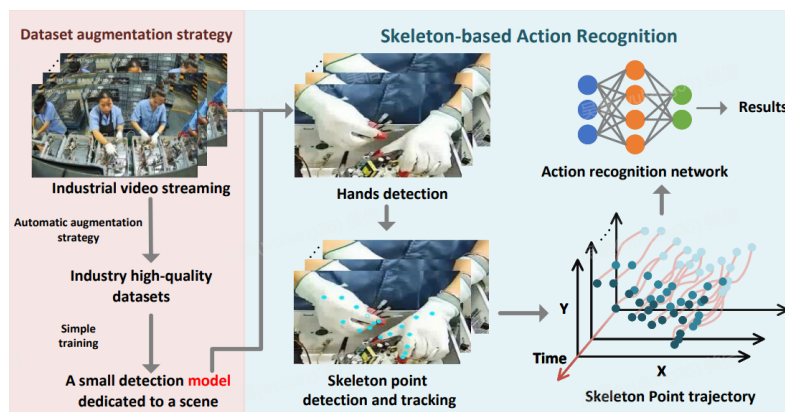 Dataset augmentation strategy
Industrial video streaming
Automatic augmentation
strategy
Industry high-quality
datasets
Simple
training
A small detection model
dedicated to a scene
Skeleton-based Action Recognition
Hands detection
Skeleton point
detection and tracking
Y
Time
X
Skeleton Point trajectory
Action recognition network
Results